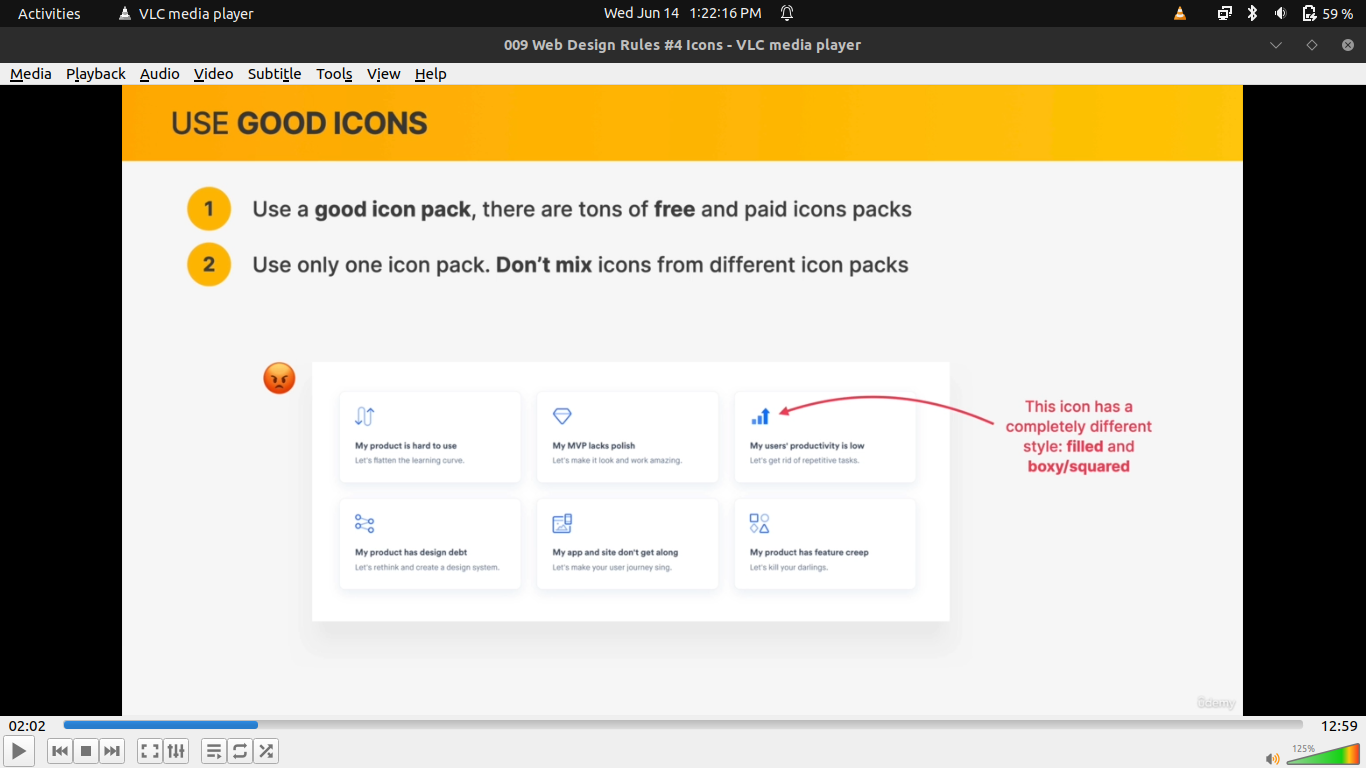 Activities VLC media player Wed Jun 14 1:22:16 PM 59 %
009 Web Design Rules #4 Icons - VLC media player
Media Playback Audio Video Subtitle Tools View Help
USE GOOD ICONS
1 Use a good icon pack, there are tons of free and paid icons packs
2 Use only one icon pack. Don't mix icons from different icon packs
This icon has a
completely different
style: filled and
boxy/squared
My product is hard to use
Let's flatten the learning curve.
My MVP lacks polish
Let's make it look and work amazing.
My users' productivity is low
Let's get rid of repetitive tasks.
My product has design debt
Let's rethink and create a design system.
My app and site don't get along
Let's make your user journey sing.
My product has feature creep
Let's kill your darlings.
ûdemy
02:02 12:59
125%